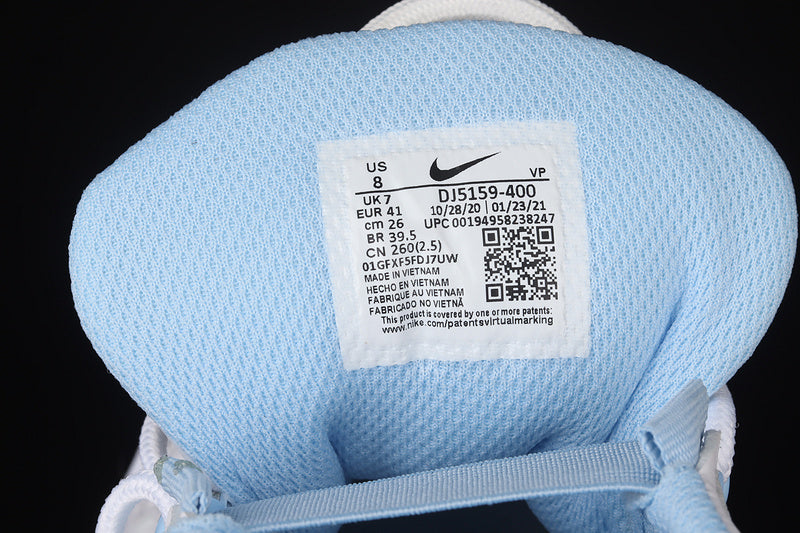 US
8
VP
UK 7
DJ5159-400
EUR 41
10/28/20 | 01/23/21
cm 26
UPC 00194958238247
BR 39.5
CN 260(2.5)
01GFXF5FDJ7UW
MADE IN VIETNAM
HECHO EN VIETNAM
FABRIQUE AU VIETNAM
FABRICADO NO VIETNÃ
This product is covered by one or more patents:
www.nike.com/patentsvirtualmarking